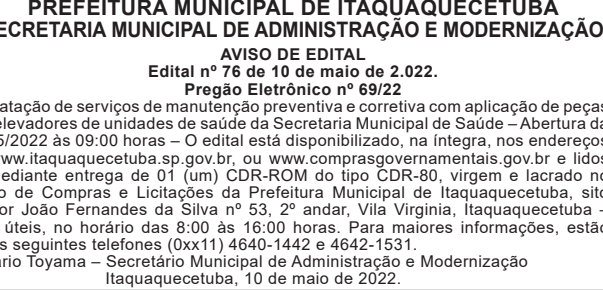 PREFEITURA MUNICIPAL DE ITAQUAQUECETUBA
ECRETARIA MUNICIPAL DE ADMINISTRAÇÃO E MODERNIZAÇÃO
AVISO DE EDITAL
Edital nº 76 de 10 de maio de 2.022.
Pregão Eletrônico nº 69/22
atação de serviços de manutenção preventiva e corretiva com aplicação de peças
elevadores de unidades de saúde da Secretaria Municipal de Saúde – Abertura da
5/2022 às 09:00 horas – O edital está disponibilizado, na íntegra, nos endereços
ww.itaquaquecetuba.sp.gov.br, ou www.comprasgovernamentais.gov.br e lidos
ediante entrega de 01 (um) CDR-ROM do tipo CDR-80, virgem e lacrado no
o de Compras e Licitações da Prefeitura Municipal de Itaquaquecetuba, sito
or João Fernandes da Silva nº 53, 2º andar, Vila Virginia, Itaquaquecetuba -
úteis, no horário das 8:00 às 16:00 horas. Para maiores informações, estão
s seguintes telefones (0xx11) 4640-1442 e 4642-1531.
ário Toyama – Secretário Municipal de Administração e Modernização
Itaquaquecetuba, 10 de maio de 2022.